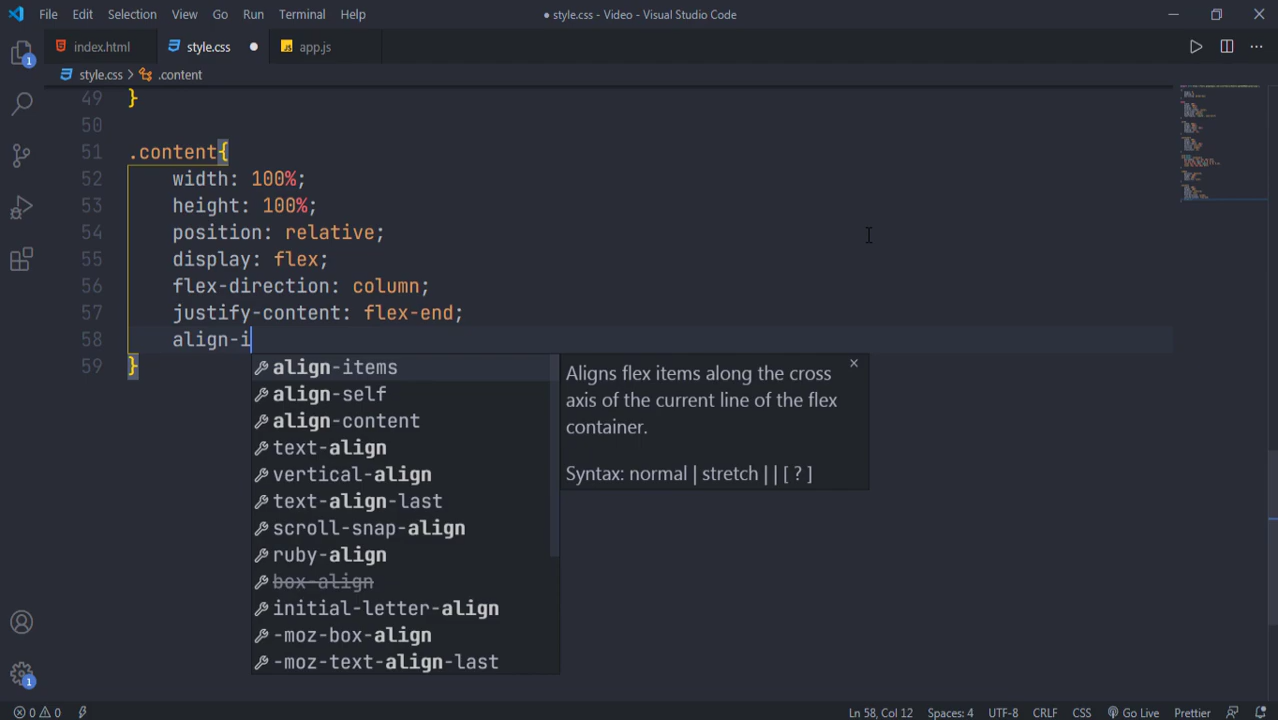 File Edit Selection View Go Run Terminal Help ● style.css - Video - Visual Studio Code
index.html style.css app.js
style.css > .content
49 }
50
51 .content{
52 width: 100%;
53 height: 100%;
54 position: relative;
55 display: flex;
56 flex-direction: column;
57 justify-content: flex-end;
58 align-i
59 }
align-items
align-self
align-content
text-align
vertical-align
text-align-last
scroll-snap-align
ruby-align
box-align
initial-letter-align
-moz-box-align
-moz-text-align-last
Aligns flex items along the cross
axis of the current line of the flex
container.
Syntax: normal | stretch | | [ ? ]
1
1
0 0 Ln 58, Col 12 Spaces: 4 UTF-8 CRLF CSS Go Live Prettier